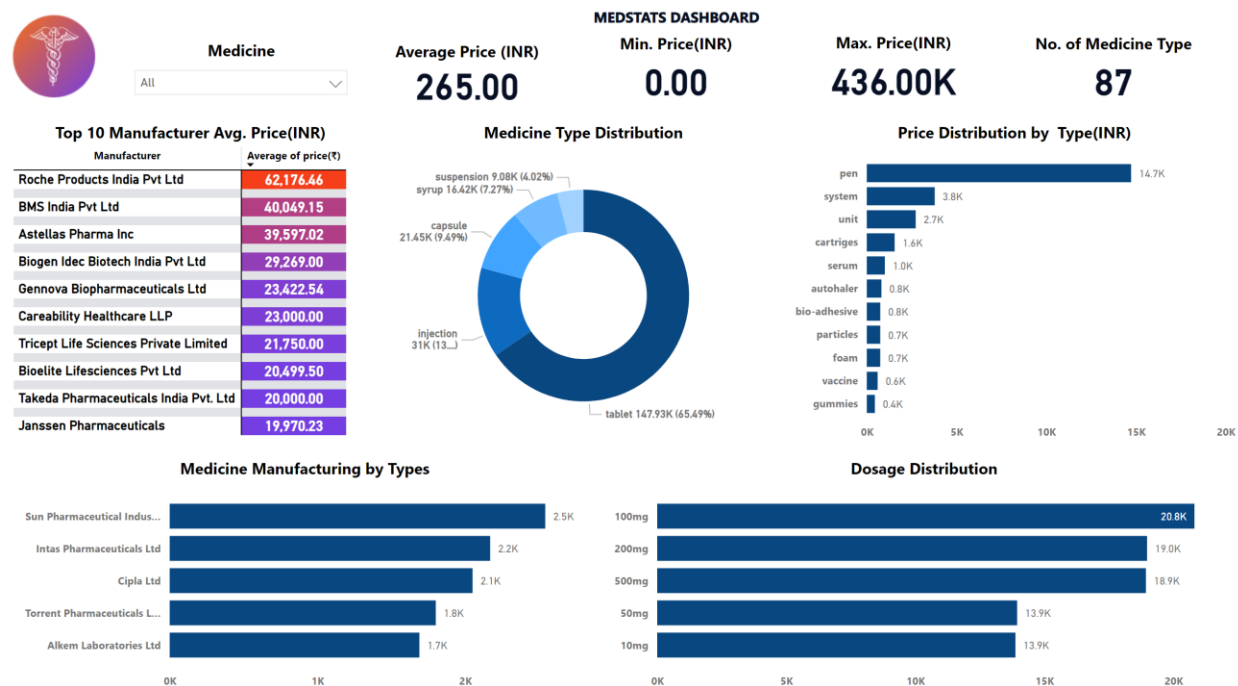 MEDSTATS DASHBOARD
Medicine
All
Average Price (INR)
265.00
Min. Price(INR)
0.00
Max. Price(INR)
436.00K
No. of Medicine Type
87
Top 10 Manufacturer Avg. Price(INR)
Manufacturer Average of price(₹)
Roche Products India Pvt Ltd 62,176.46
BMS India Pvt Ltd 40,049.15
Astellas Pharma Inc 39,597.02
Biogen Idec Biotech India Pvt Ltd 29,269.00
Gennova Biopharmaceuticals Ltd 23,422.54
Careability Healthcare LLP 23,000.00
Tricept Life Sciences Private Limited 21,750.00
Bioelite Lifesciences Pvt Ltd 20,499.50
Takeda Pharmaceuticals India Pvt. Ltd 20,000.00
Janssen Pharmaceuticals 19,970.23
Medicine Type Distribution
suspension 9.08K (4.02%)
syrup 16.42K (7.27%)
capsule
21.45K (9.49%)
injection
31K (13...)
tablet 147.93K (65.49%)
Price Distribution by Type(INR)
pen 14.7K
system 3.8K
unit 2.7K
cartriges 1.6K
serum 1.0K
autohaler 0.8K
bio-adhesive 0.8K
particles 0.7K
foam 0.7K
vaccine 0.6K
gummies 0.4K
0K 5K 10K 15K 20K
Medicine Manufacturing by Types
Sun Pharmaceutical Indus... 2.5K
Intas Pharmaceuticals Ltd 2.2K
Cipla Ltd 2.1K
Torrent Pharmaceuticals L... 1.8K
Alkem Laboratories Ltd 1.7K
0K 1K 2K
Dosage Distribution
100mg 20.8K
200mg 19.0K
500mg 18.9K
50mg 13.9K
10mg 13.9K
0K 5K 10K 15K 20K